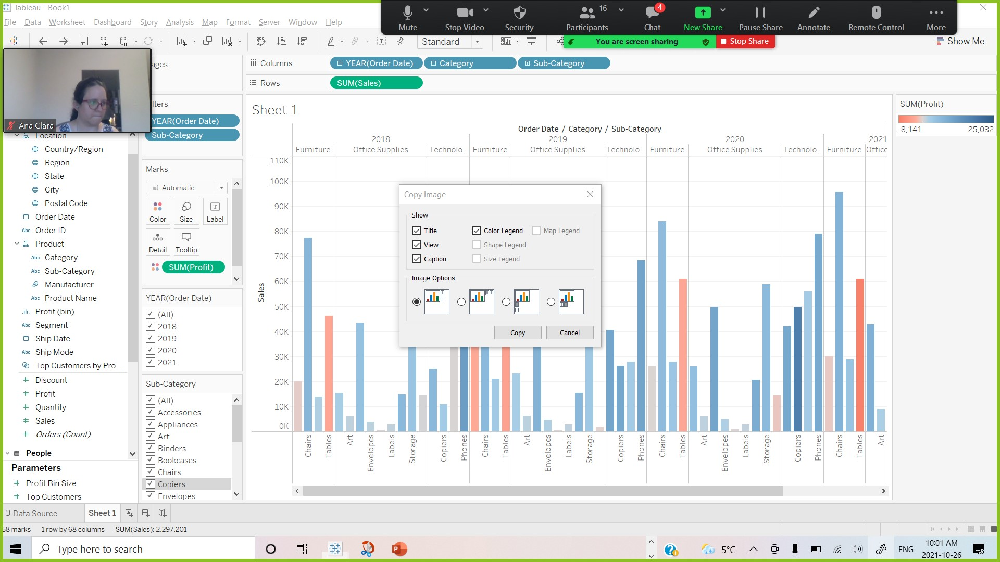 Tableau - Book1
File Data Worksheet Dashboard Story Analysis Map Format Server Window Help
Mute Stop Video Security Participants 16 Chat 4 New Share Pause Share Annotate Remote Control More
You are screen sharing Stop Share
Standard
Show Me
Ana Clara
ages
Columns YEAR(Order Date) Category Sub-Category
Rows SUM(Sales)
lters
YEAR(Order Date)
Sub-Category
Location
Country/Region
Region
State
City
Postal Code
Order Date
Abc Order ID
Product
Abc Category
Abc Sub-Category
Manufacturer
Abc Product Name
Profit (bin)
Abc Segment
Ship Date
Abc Ship Mode
Top Customers by Pro...
# Discount
# Profit
# Quantity
# Sales
# Orders (Count)
People
Parameters
# Profit Bin Size
# Top Customers
Marks
Automatic
Color Size Label
Detail Tooltip
SUM(Profit)
YEAR(Order Date)
(All)
2018
2019
2020
2021
Sub-Category
(All)
Accessories
Appliances
Art
Binders
Bookcases
Chairs
Copiers
Envelopes
Sheet 1
Order Date / Category / Sub-Category
2018 2019 2020 2021
Furniture Office Supplies Technolo.. Furniture Office Supplies Technolo.. Furniture Office Supplies Technolo.. Furniture Office
110K
100K
90K
80K
70K
60K
50K
40K
30K
20K
10K
0K
Sales
Chairs Tables Art Envelopes Labels Storage Copiers Phones Chairs Tables Art Envelopes Labels Storage Copiers Phones Chairs Tables Art Envelopes Labels Storage Copiers Phones Chairs Tables Art
Copy Image
Show
Title Color Legend Map Legend
View Shape Legend
Caption Size Legend
Image Options
Copy Cancel
SUM(Profit)
-8,141 25,032
Data Source Sheet 1
68 marks 1 row by 68 columns SUM(Sales): 2,297,201
Type here to search
5°C
ENG
10:01 AM
2021-10-26